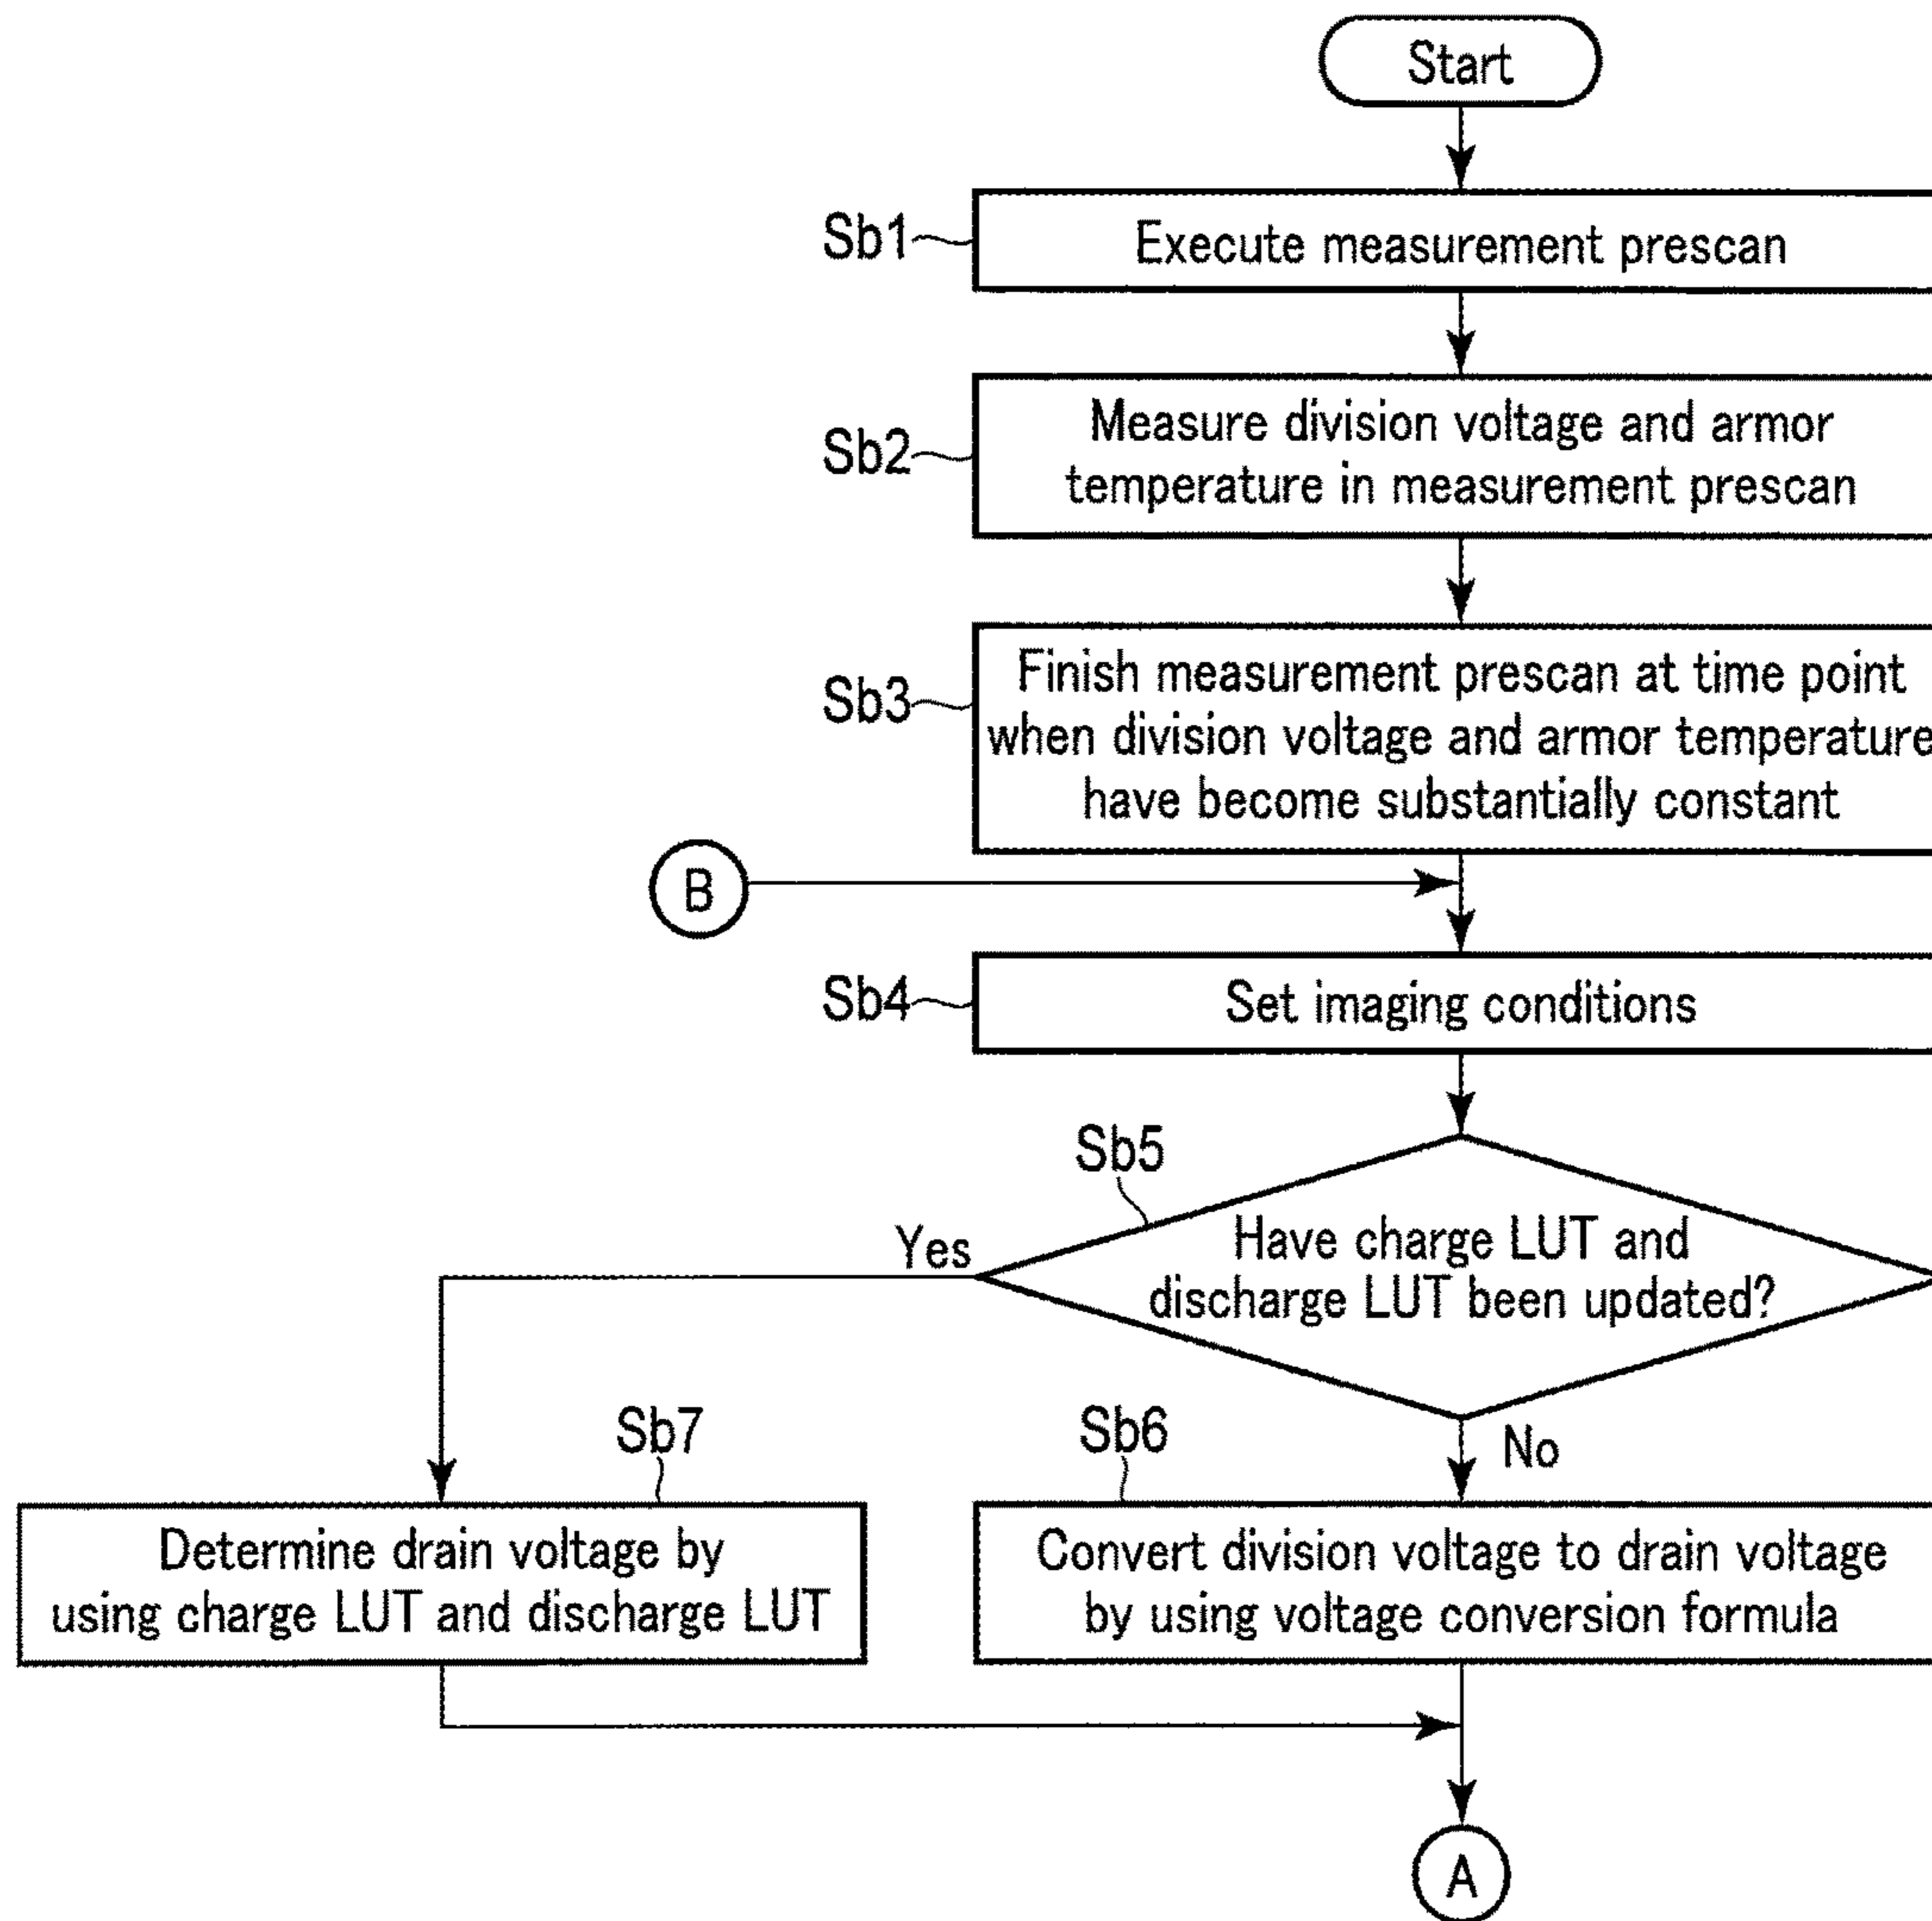 Start
Sb1
Execute measurement prescan
Sb2
Measure division voltage and armor
temperature in measurement prescan
Sb3
Finish measurement prescan at time point
when division voltage and armor temperature
have become substantially constant
B
Sb4
Set imaging conditions
Sb5
Have charge LUT and
discharge LUT been updated?
Yes
No
Sb7
Determine drain voltage by
using charge LUT and discharge LUT
Sb6
Convert division voltage to drain voltage
by using voltage conversion formula
A